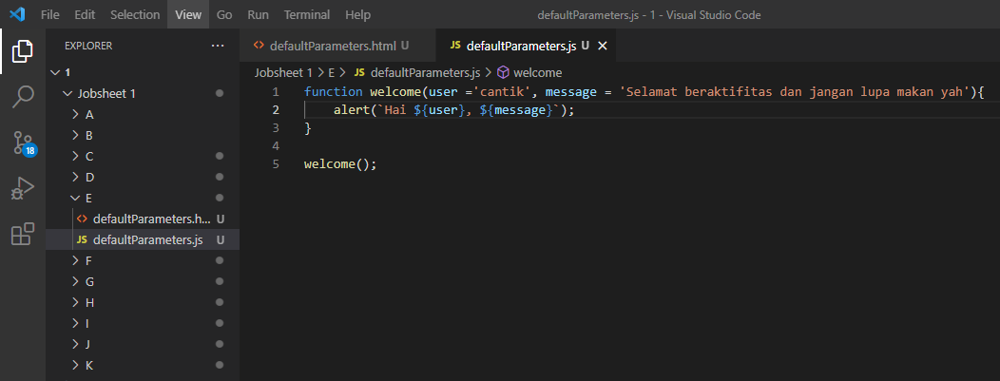 File Edit Selection View Go Run Terminal Help defaultParameters.js - 1 - Visual Studio Code
EXPLORER ...
defaultParameters.html U
JS defaultParameters.js U
1
Jobsheet 1
A
B
C
D
E
defaultParameters.h... U
JS defaultParameters.js U
F
G
H
I
J
K
18
Jobsheet 1 > E > JS defaultParameters.js > welcome
1 function welcome(user ='cantik', message = 'Selamat beraktifitas dan jangan lupa makan yah'){
2 alert(`Hai ${user}, ${message}`);
3 }
4
5 welcome();